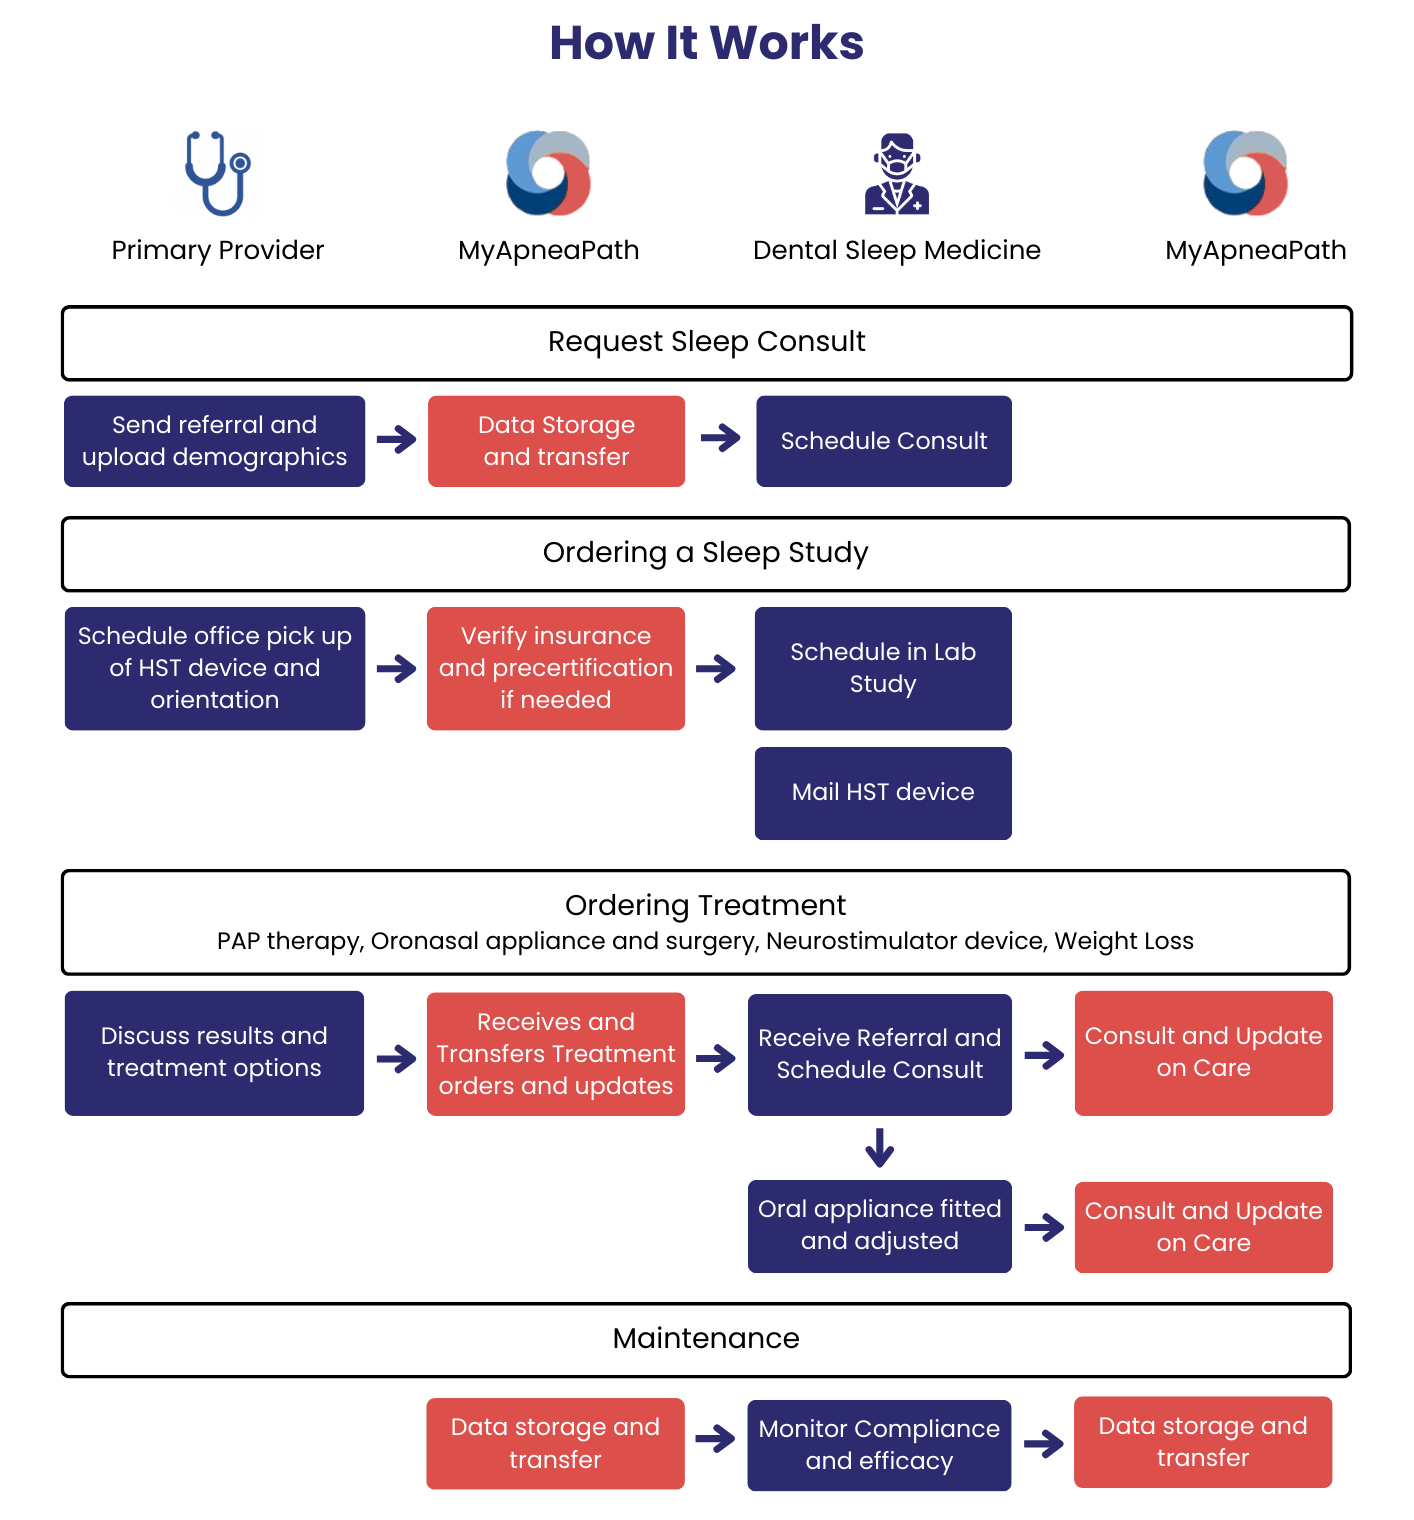 How It Works
Primary Provider
MyApneaPath
Dental Sleep Medicine
MyApneaPath
Request Sleep Consult
Send referral and
upload demographics
Data Storage
and transfer
Schedule Consult
Ordering a Sleep Study
Schedule office pick up
of HST device and
orientation
Verify insurance
and precertification
if needed
Schedule in Lab
Study
Mail HST device
Ordering Treatment
PAP therapy, Oronasal appliance and surgery, Neurostimulator device, Weight Loss
Discuss results and
treatment options
Receives and
Transfers Treatment
orders and updates
Receive Referral and
Schedule Consult
Consult and Update
on Care
Oral appliance fitted
and adjusted
Consult and Update
on Care
Maintenance
Data storage and
transfer
Monitor Compliance
and efficacy
Data storage and
transfer